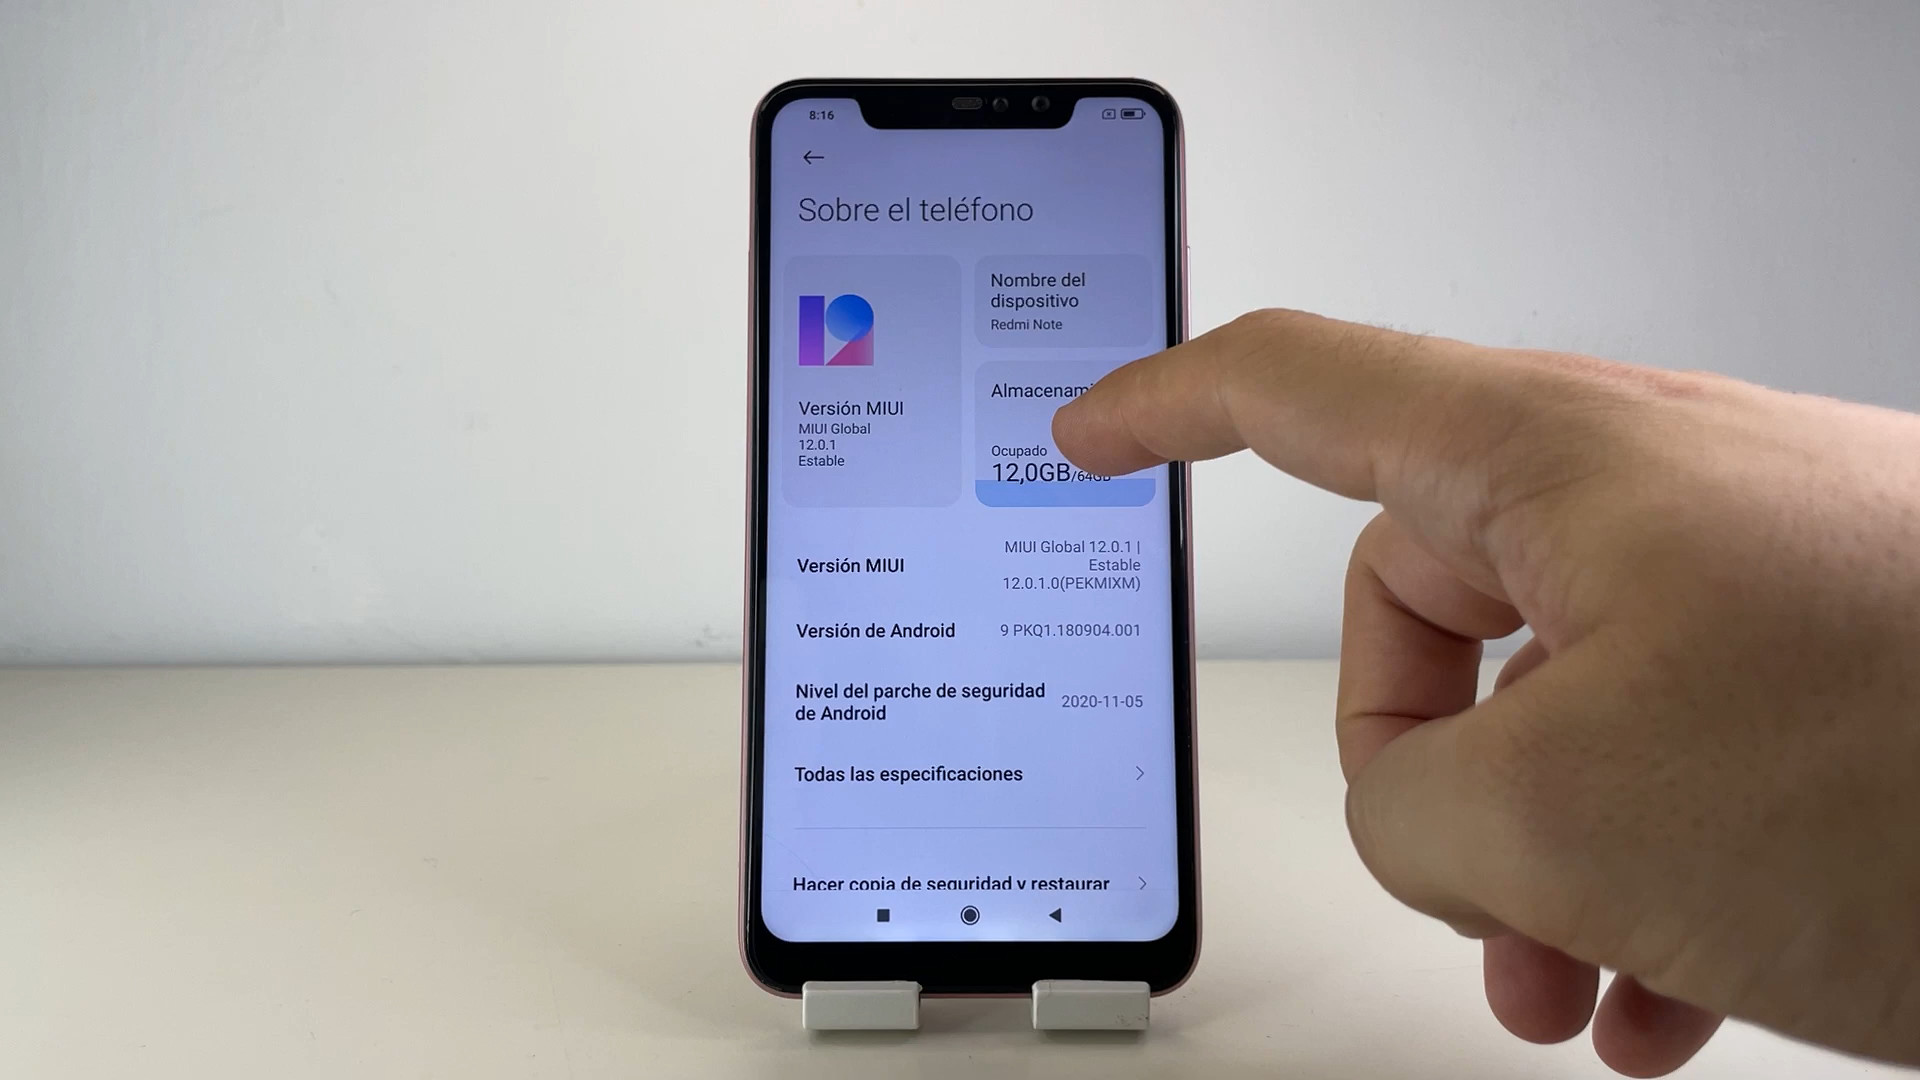 8:16
Sobre el teléfono
Versión MIUI
MIUI Global
12.0.1
Estable
Nombre del
dispositivo
Redmi Note
Ocupado
12,0GB/64GB
Versión MIUI
MIUI Global 12.0.1 |
Estable
12.0.1.0(PEKMIXM)
Versión de Android
9 PKQ1.180904.001
Nivel del parche de seguridad
de Android
2020-11-05
Todas las especificaciones
Hacer copia de seguridad y restaurar